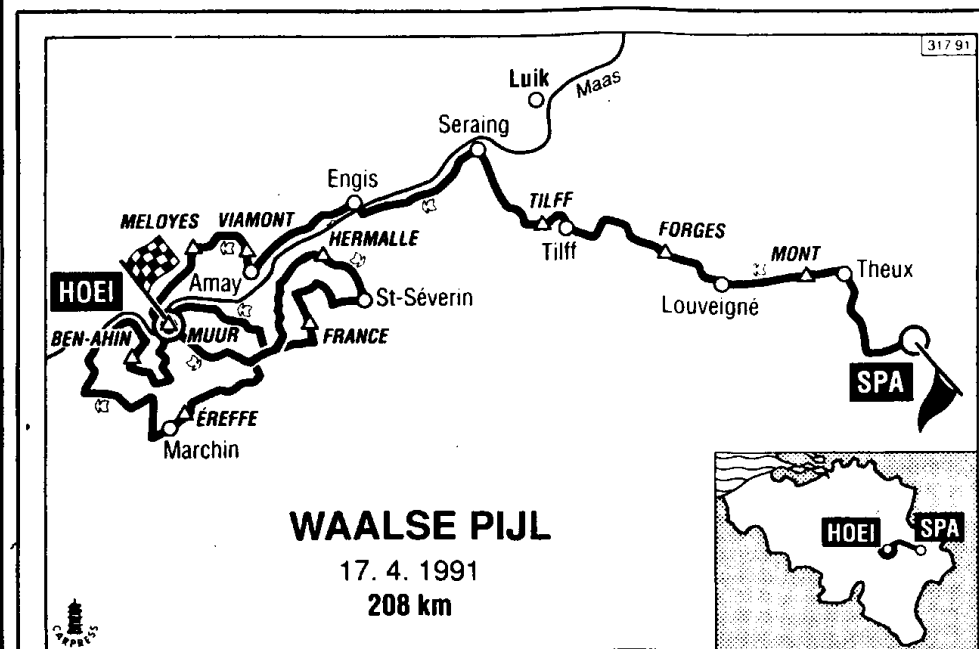 317 91
Luik
Maas
Seraing
Engis
TILFF
MELOYES
VIAMONT
HERMALLE
Tilff
FORGES
MONT
Amay
Theux
HOEI
St-Séverin
Louveigné
BEN-AHIN
MUUR
FRANCE
SPA
ÉREFFE
Marchin
WAALSE PIJL
17. 4. 1991
208 km
HOEI
SPA
CARPRESS